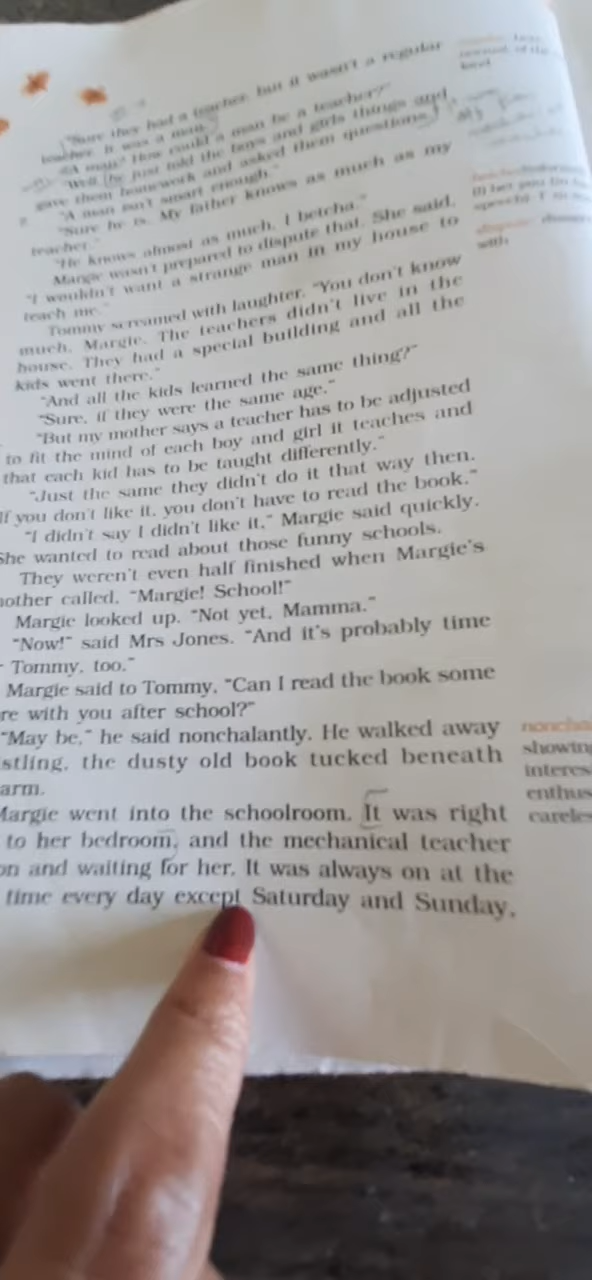 "Sure they had a teacher, but it wasn't a regular
teacher. It was a man."
"A man? How could a man be a teacher?"
"Well, he just told the boys and girls things and
gave them homework and asked them questions."
"A man isn't smart enough."
"Sure he is. My father knows as much as my
teacher."
"He knows almost as much, I betcha."
Margie wasn't prepared to dispute that. She said,
"I wouldn't want a strange man in my house to
teach me."
Tommy screamed with laughter. "You don't know
much, Margie. The teachers didn't live in the
house. They had a special building and all the
kids went there."
"And all the kids learned the same thing?"
"Sure, if they were the same age."
"But my mother says a teacher has to be adjusted
to fit the mind of each boy and girl it teaches and
that each kid has to be taught differently."
"Just the same they didn't do it that way then.
If you don't like it, you don't have to read the book."
"I didn't say I didn't like it," Margie said quickly.
She wanted to read about those funny schools.
They weren't even half finished when Margie's
mother called, "Margie! School!"
Margie looked up. "Not yet, Mamma."
"Now!" said Mrs Jones. "And it's probably time
Tommy, too."
Margie said to Tommy, "Can I read the book some
re with you after school?"
"May be," he said nonchalantly. He walked away
stling, the dusty old book tucked beneath
arm.
Margie went into the schoolroom. It was right
to her bedroom, and the mechanical teacher
on and waiting for her. It was always on at the
time every day except Saturday and Sunday,
dispute:
with
noncha
showing
interes
enthus
careles